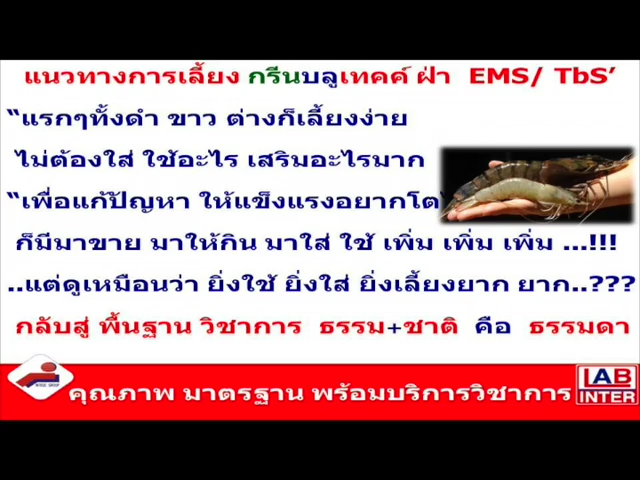 แนวทางการเลี้ยง กรีนบลูเทคค์ ฝ่า EMS/ TbS’
“แรกๆทั้งดำ ขาว ต่างก็เลี้ยงง่าย
ไม่ต้องใส่ ใช้อะไร เสริมอะไรมาก
“เพื่อแก้ปัญหา ให้แข็งแรงอยากโต
ก็มีมาขาย มาให้กิน มาใส่ ใช้ เพิ่ม เพิ่ม เพิ่ม ...!!!
..แต่ดูเหมือนว่า ยิ่งใช้ ยิ่งใส่ ยิ่งเลี้ยงยาก ยาก..???
กลับสู่ พื้นฐาน วิชาการ ธรรม+ชาติ คือ ธรรมดา
คุณภาพ มาตรฐาน พร้อมบริการวิชาการ
LAB
INTER